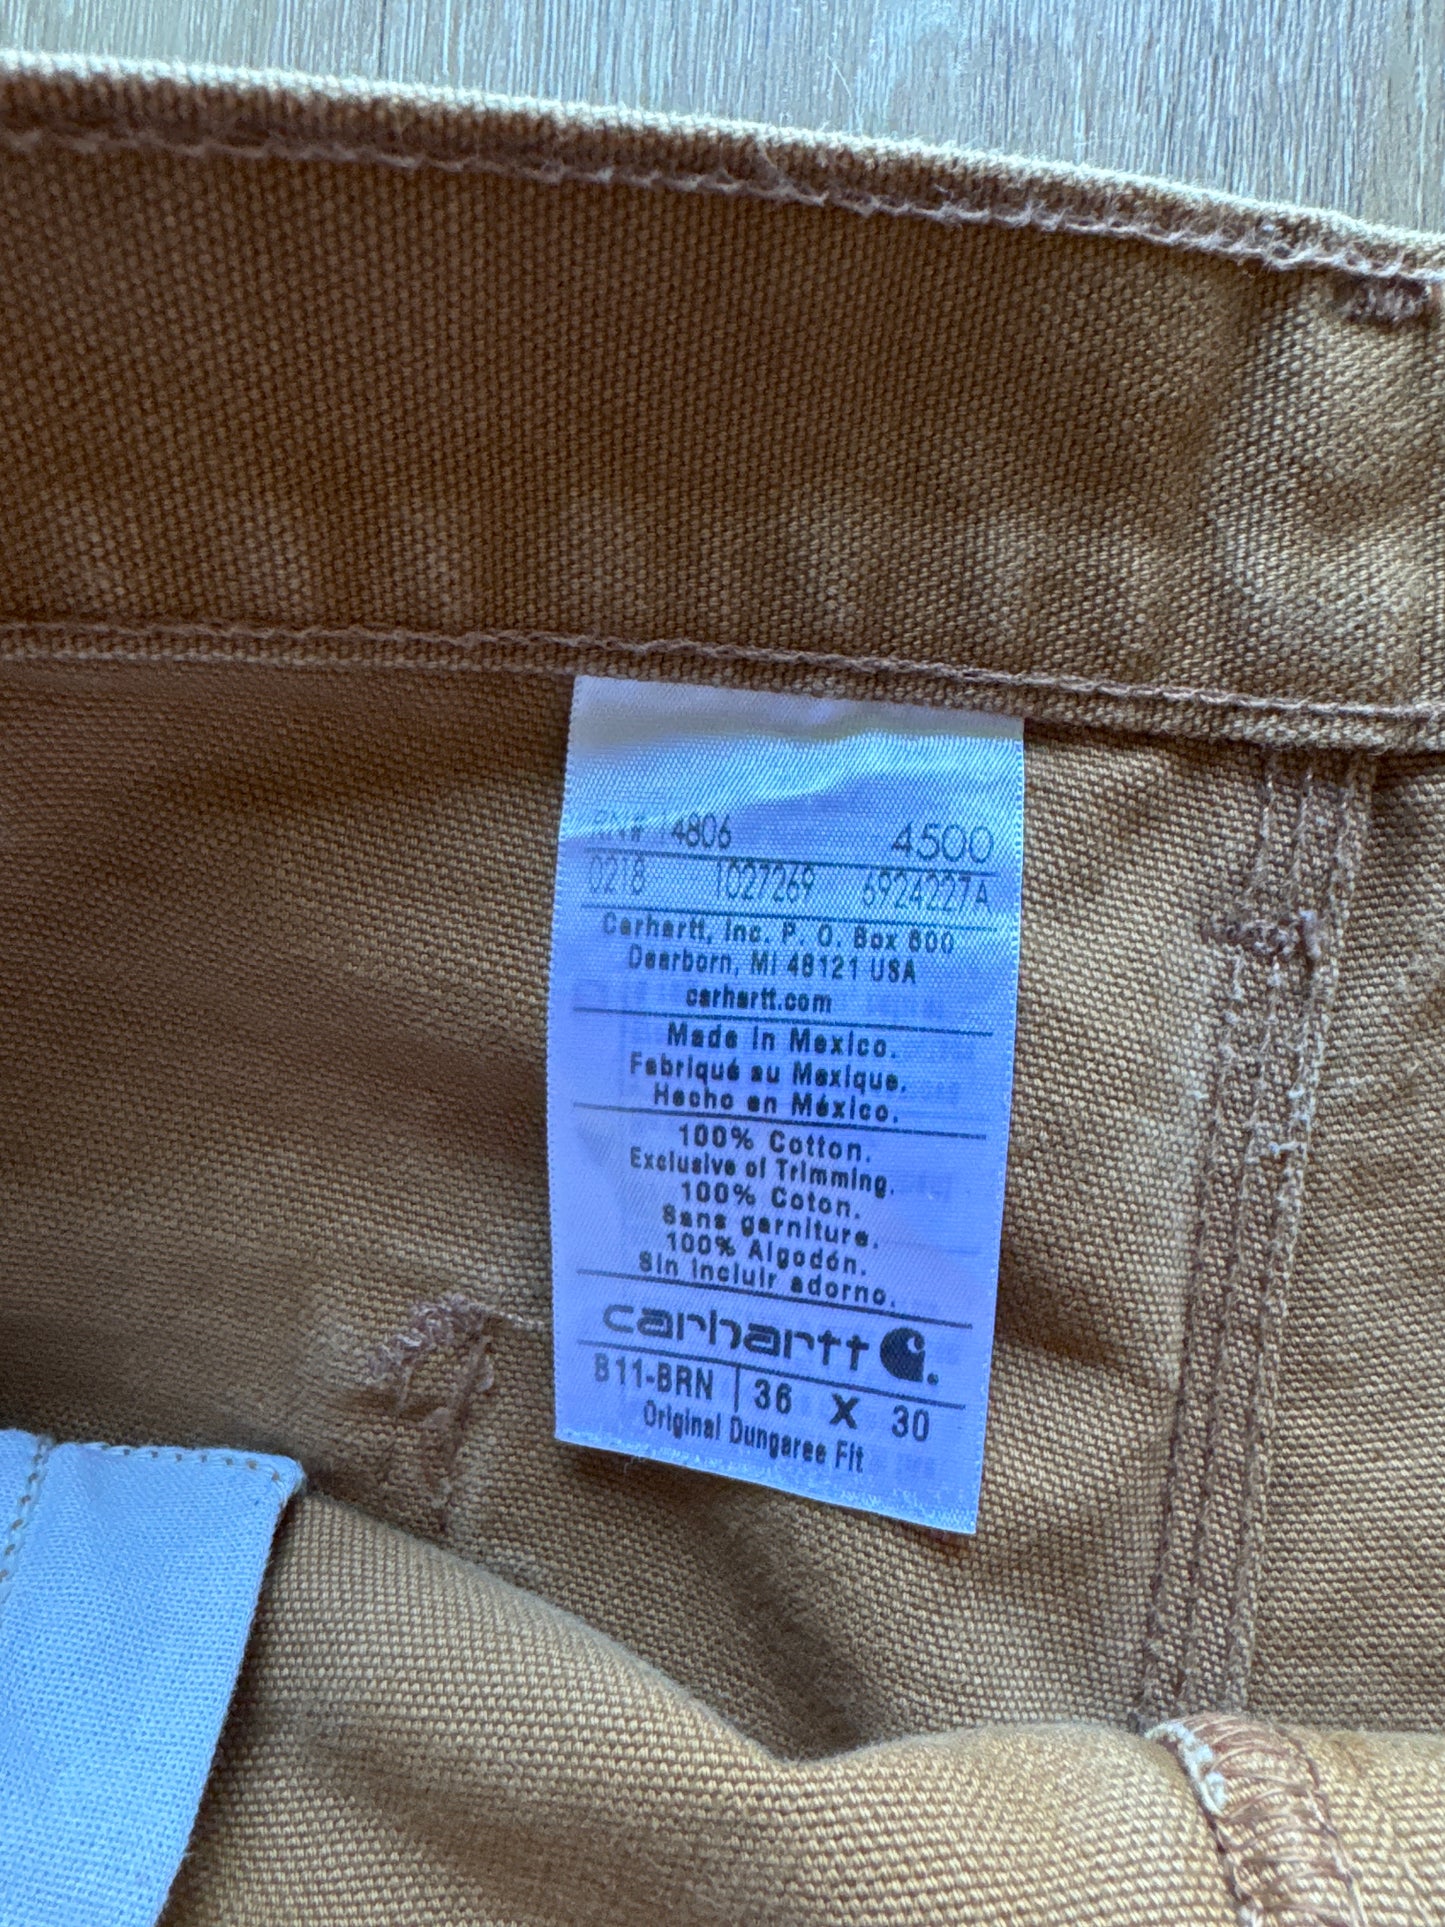 RN# 14806 4500
0218 1027269 6924227A
Carhartt, Inc. P. O. Box 600
Dearborn, MI 48121 USA
carhartt.com
Made in Mexico.
Fabriqué au Mexique.
Hecho en México.
100% Cotton.
Exclusive of Trimming.
100% Coton.
Sans garniture.
100% Algodón.
Sin incluir adorno.
carhartt
B11-BRN 36 X 30
Original Dungaree Fit